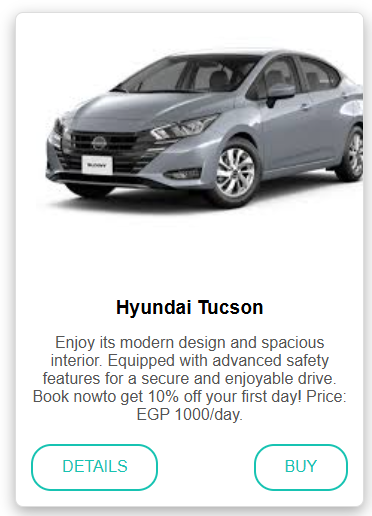 SUNNY
Hyundai Tucson
Enjoy its modern design and spacious
interior. Equipped with advanced safety
features for a secure and enjoyable drive.
Book nowto get 10% off your first day! Price:
EGP 1000/day.
DETAILS
BUY